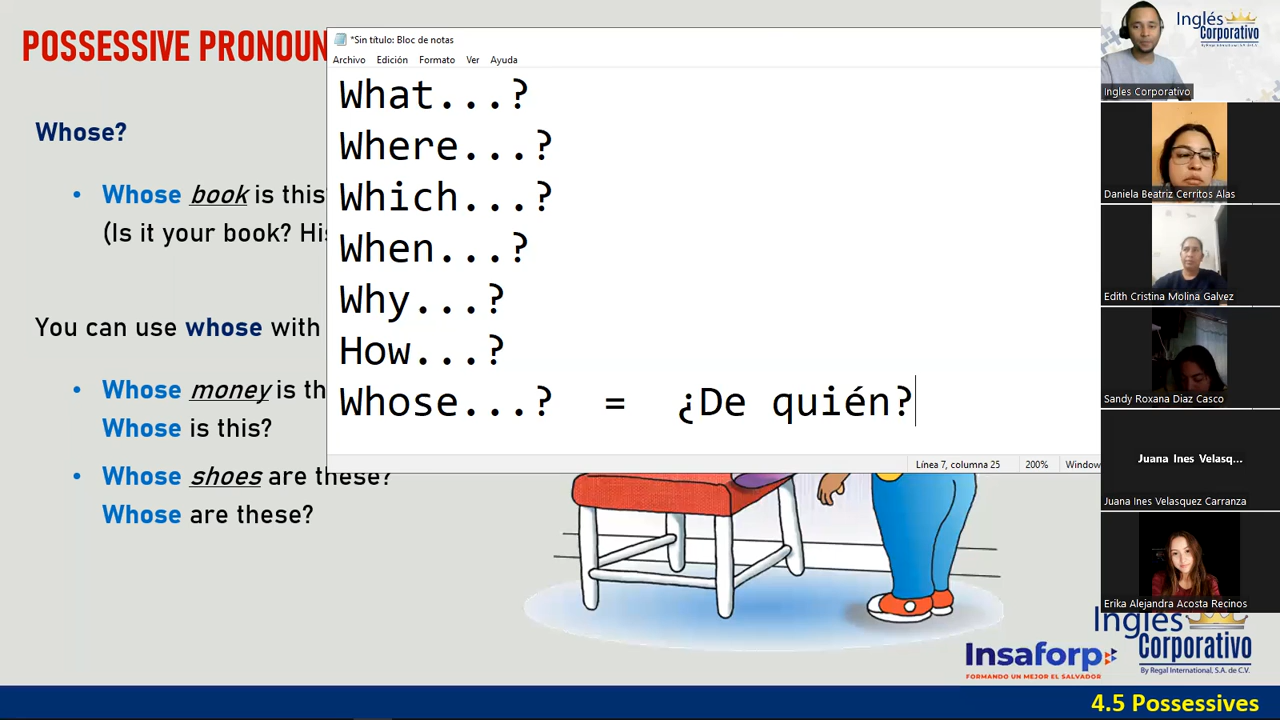 POSSESSIVE PRONOUN
Whose?
• Whose book is this
(Is it your book? His
You can use whose with
• Whose money is th
Whose is this?
• Whose shoes are these?
Whose are these?
*Sin título: Bloc de notas
Archivo Edición Formato Ver Ayuda
What...?
Where...?
Which...?
When...?
Why...?
How...?
Whose...? = ¿De quién?
Línea 7, columna 25 200% Window
Inglés
Corporativo
By Regal International, S.A. de C.V.
Ingles Corporativo
Daniela Beatriz Cerritos Alas
Edith Cristina Molina Galvez
Sandy Roxana Diaz Casco
Juana Ines Velasq...
Juana Ines Velasquez Carranza
Erika Alejandra Acosta Recinos
Insaforp
FORMANDO UN MEJOR EL SALVADOR
Inglés
Corporativo
By Regal International, S.A. de C.V.
4.5 Possessives